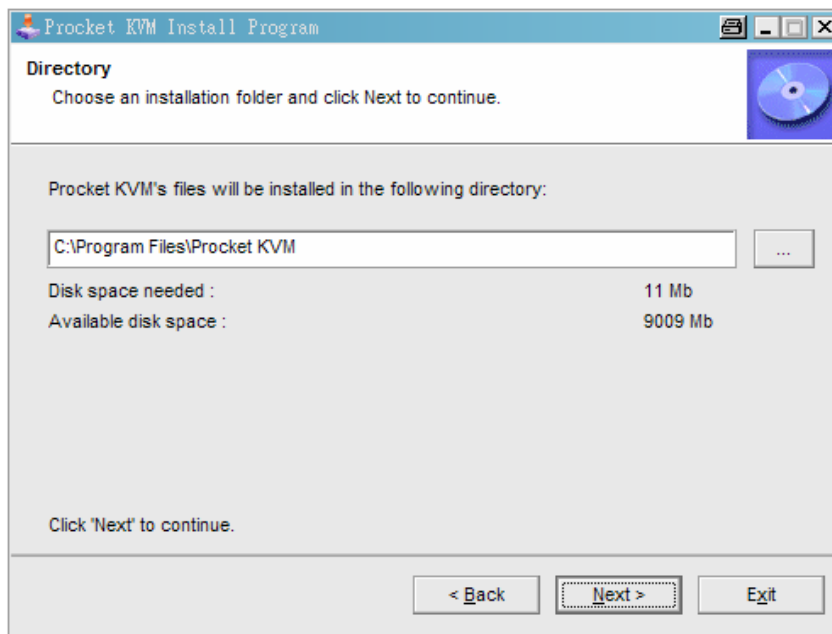 Procket KVM Install Program
Directory
Choose an installation folder and click Next to continue.
Procket KVM's files will be installed in the following directory:
C:\Program Files\Procket KVM
...
Disk space needed : 11 Mb
Available disk space : 9009 Mb
Click 'Next' to continue.
< Back Next > Exit